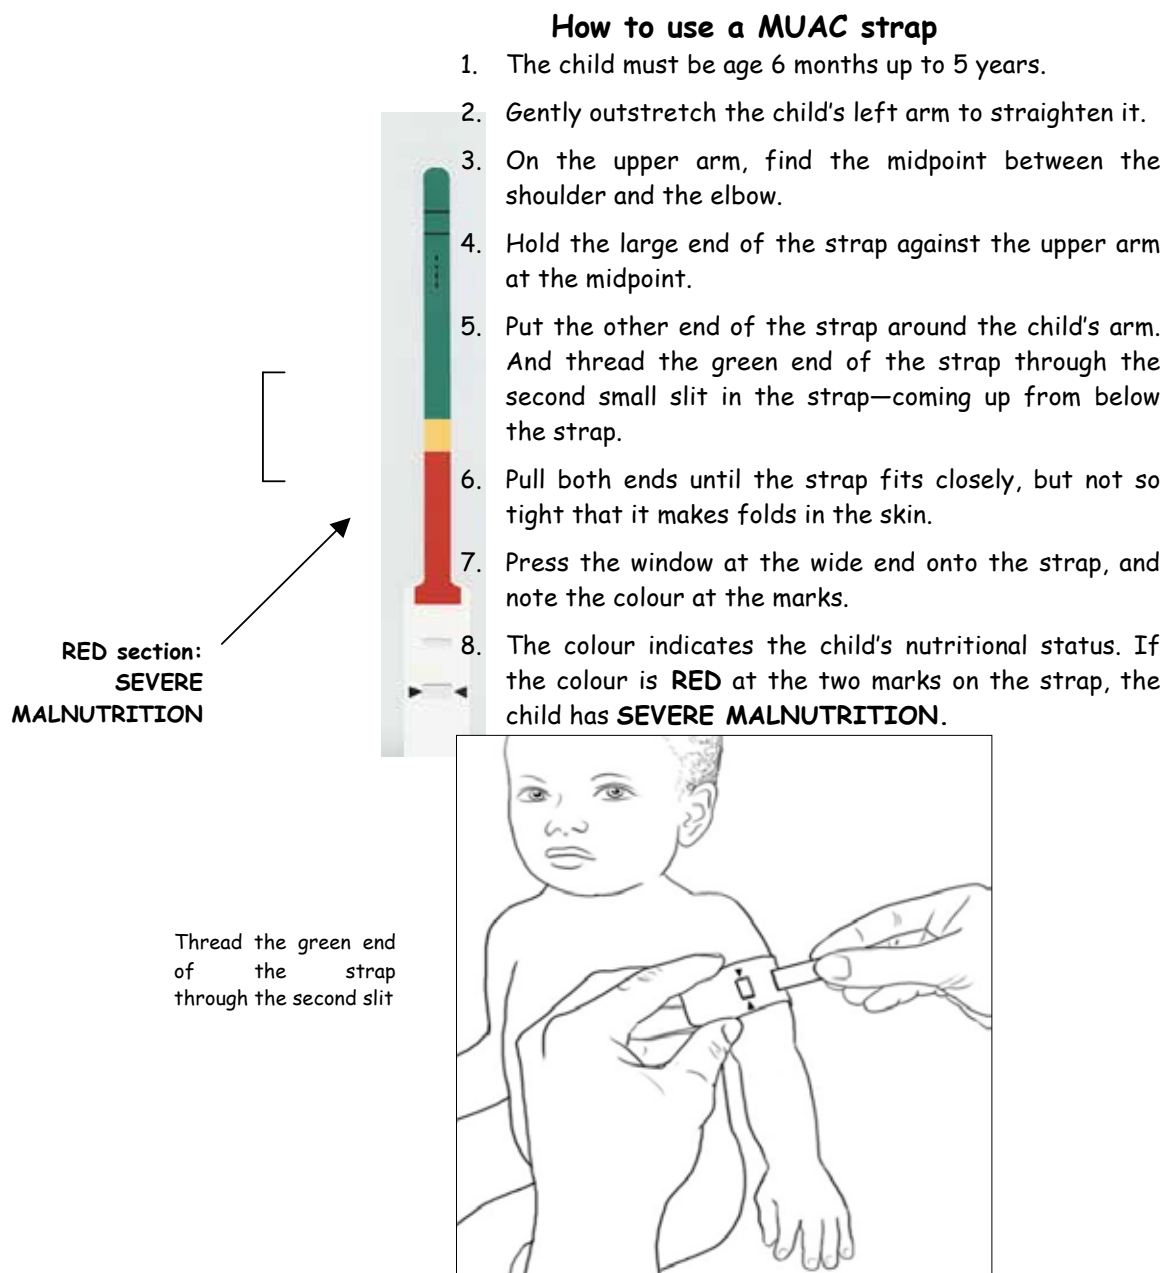 How to use a MUAC strap
1. The child must be age 6 months up to 5 years.
2. Gently outstretch the child's left arm to straighten it.
3. On the upper arm, find the midpoint between the
shoulder and the elbow.
4. Hold the large end of the strap against the upper arm
at the midpoint.
5. Put the other end of the strap around the child's arm.
And thread the green end of the strap through the
second small slit in the strap—coming up from below
the strap.
6. Pull both ends until the strap fits closely, but not so
tight that it makes folds in the skin.
7. Press the window at the wide end onto the strap, and
note the colour at the marks.
8. The colour indicates the child's nutritional status. If
the colour is RED at the two marks on the strap, the
child has SEVERE MALNUTRITION.
RED section:
SEVERE
MALNUTRITION
Thread the green end
of the strap
through the second slit